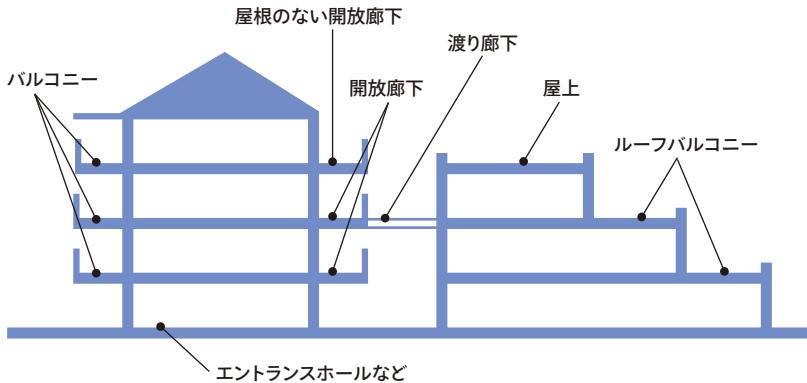 屋根のない開放廊下
渡り廊下
バルコニー
開放廊下
屋上
ルーフバルコニー
エントランスホールなど